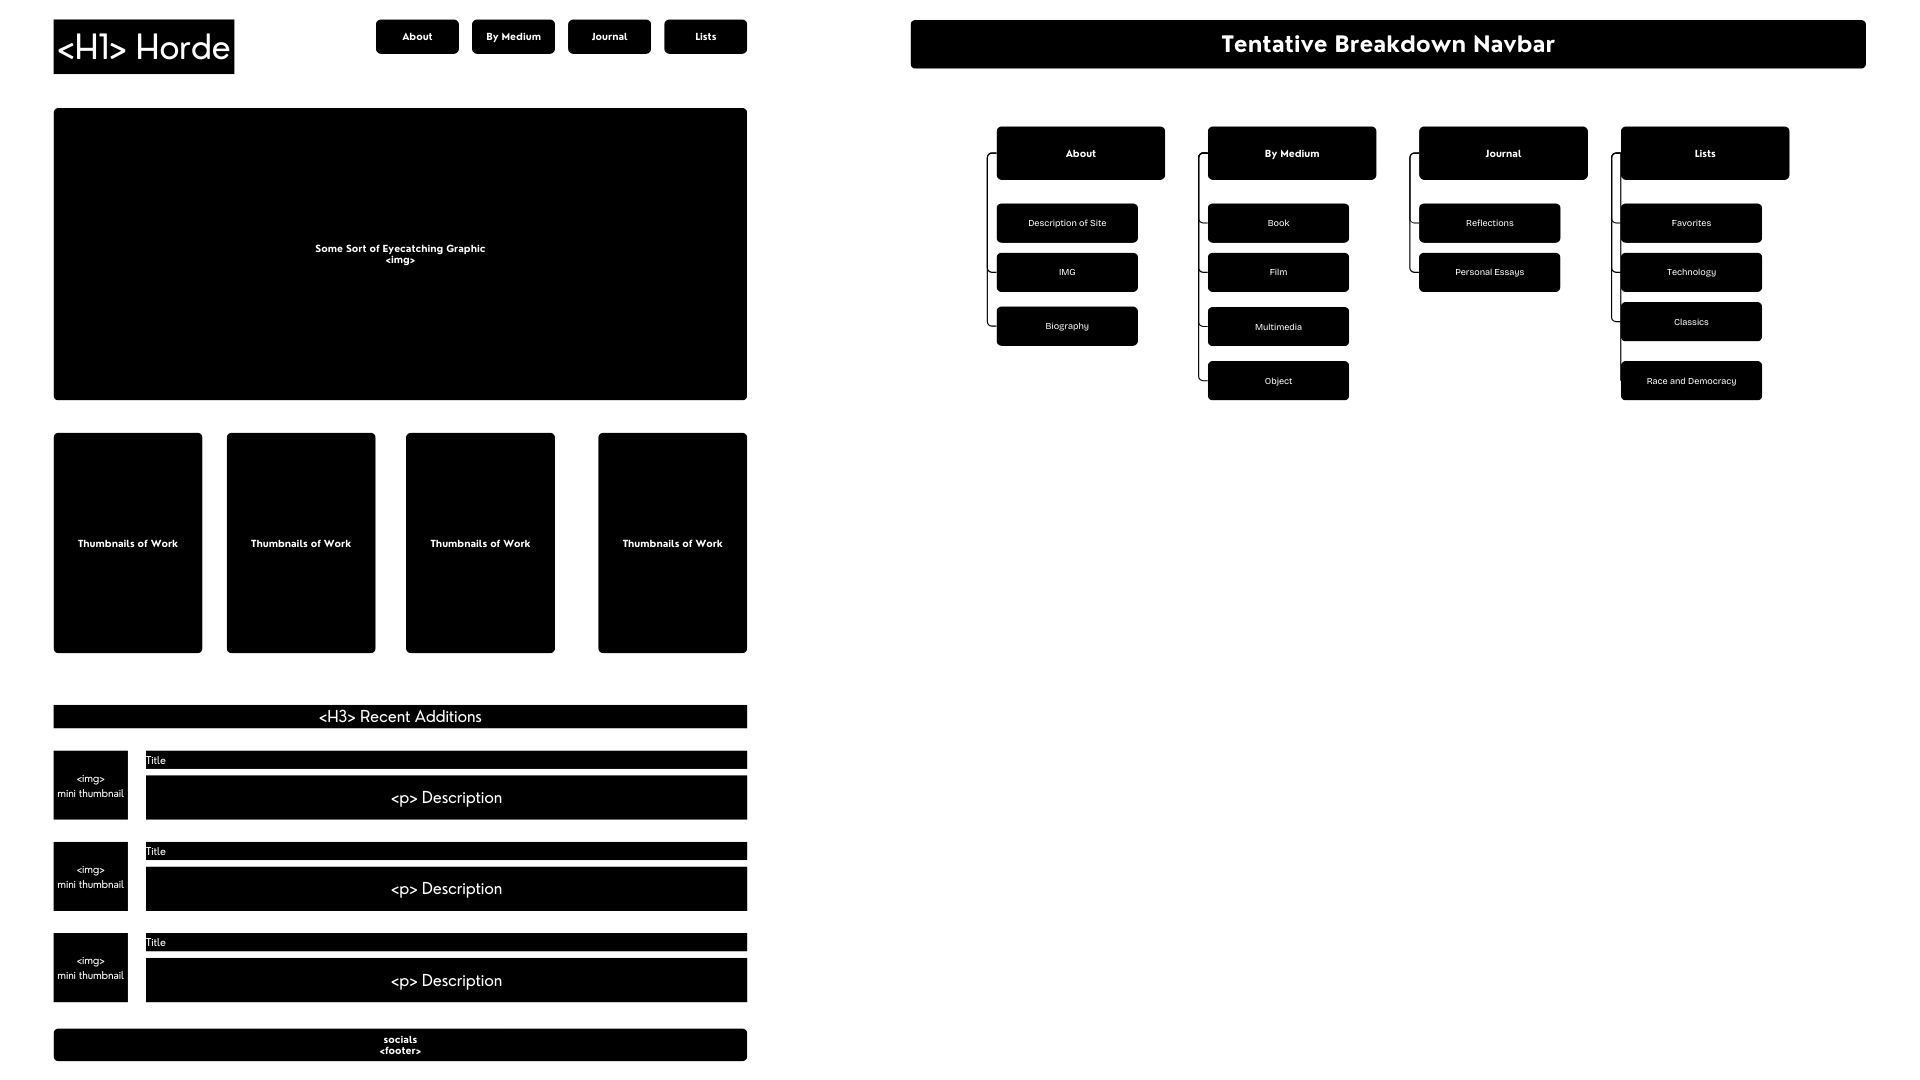 <H1> Horde
About
By Medium
Journal
Lists
Some Sort of Eyecatching Graphic
<img>
Thumbnails of Work
Thumbnails of Work
Thumbnails of Work
Thumbnails of Work
<H3> Recent Additions
<img>
mini thumbnail
Title
<p> Description
<img>
mini thumbnail
Title
<p> Description
<img>
mini thumbnail
Title
<p> Description
socials
<footer>
Tentative Breakdown Navbar
About
Description of Site
IMG
Biography
By Medium
Book
Film
Multimedia
Object
Journal
Reflections
Personal Essays
Lists
Favorites
Technology
Classics
Race and Democracy